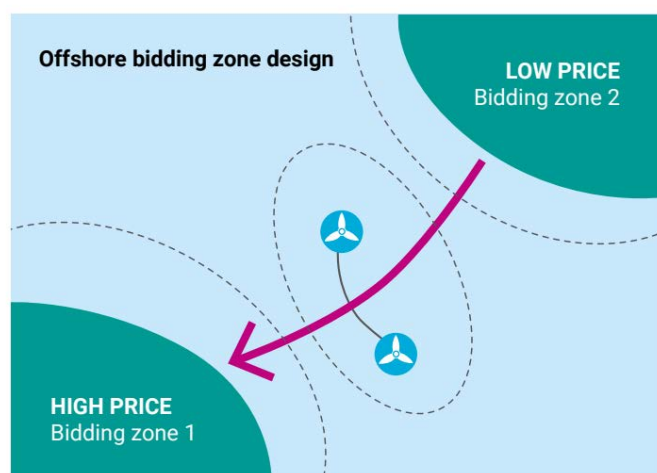 Offshore bidding zone design
LOW PRICE
Bidding zone 2
HIGH PRICE
Bidding zone 1